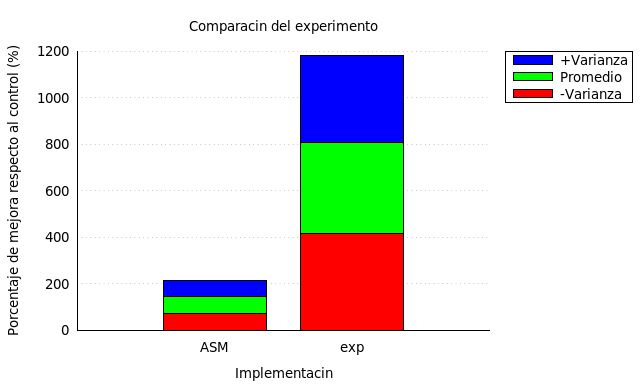 Comparacin del experimento
Porcentaje de mejora respecto al control (%)
1200
1000
800
600
400
200
0
ASM
exp
Implementacin
+Varianza
Promedio
-Varianza